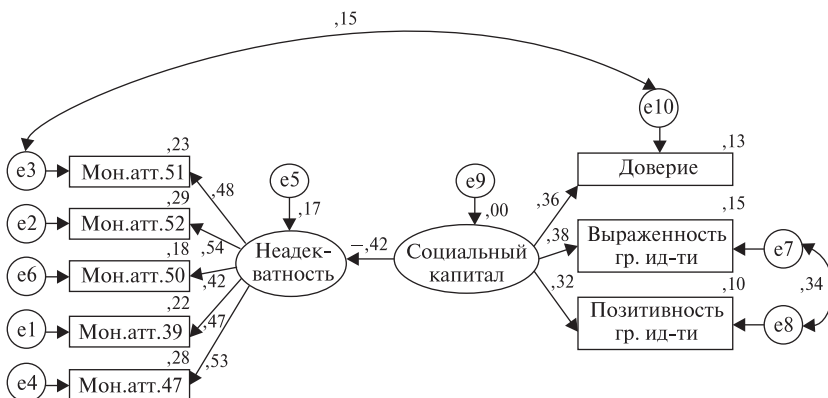 ,15
e10
,23
,13
e3
Мон.атт.51
e5
e9
Доверие
,48
,29
,17
,00
,36
,15
e2
Мон.атт.52
,54
Неадек-
ватность
−,42
Социальный
капитал
,38
Выраженность
гр. ид-ти
e7
,18
e6
Мон.атт.50
,42
,32
,10
,34
,22
e1
Мон.атт.39
,47
Позитивность
гр. ид-ти
e8
,28
,53
e4
Мон.атт.47